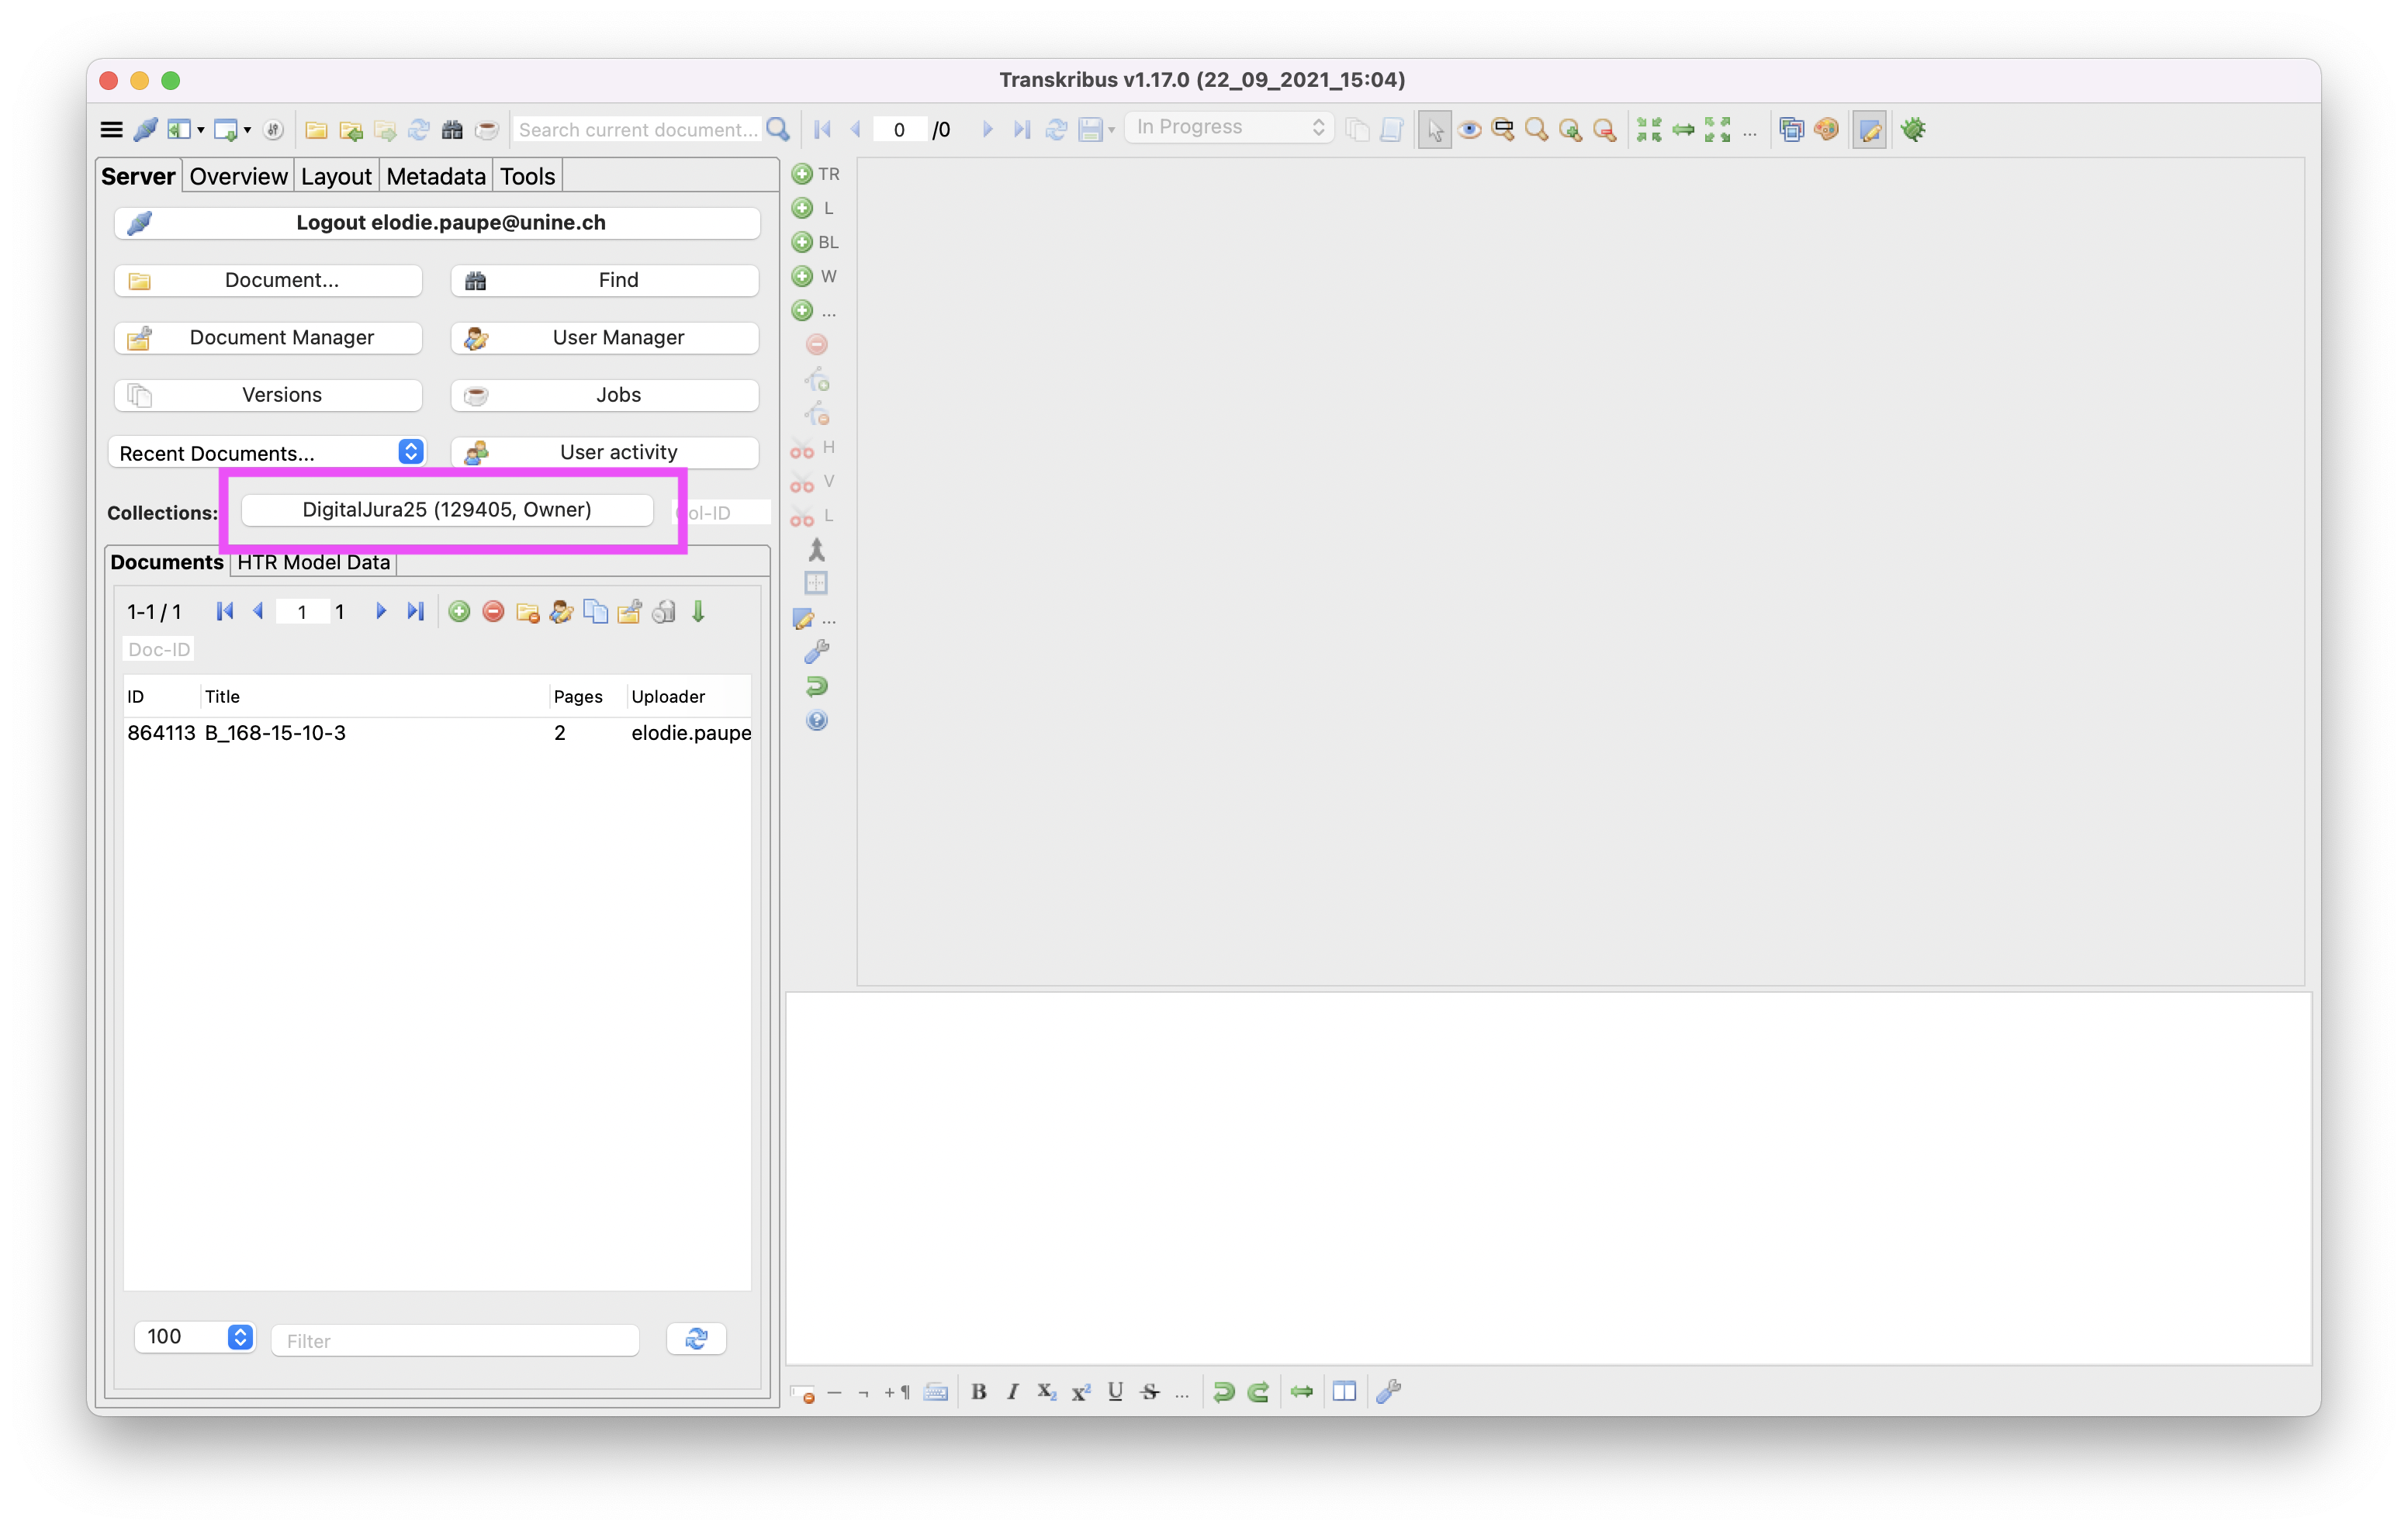 Transkribus v1.17.0 (22_09_2021_15:04)
Search current document... 0 /0 In Progress ...
Server Overview Layout Metadata Tools
Logout elodie.paupe@unine.ch
Document... Find
Document Manager User Manager
Versions Jobs
Recent Documents... User activity
Collections: DigitalJura25 (129405, Owner) ol-ID
Documents HTR Model Data
1-1 / 1 1 1
Doc-ID
ID Title Pages Uploader
864113 B_168-15-10-3 2 elodie.paupe
100 Filter
TR
L
BL
W
...
H
V
L
...
B I X2 X2 U S ...